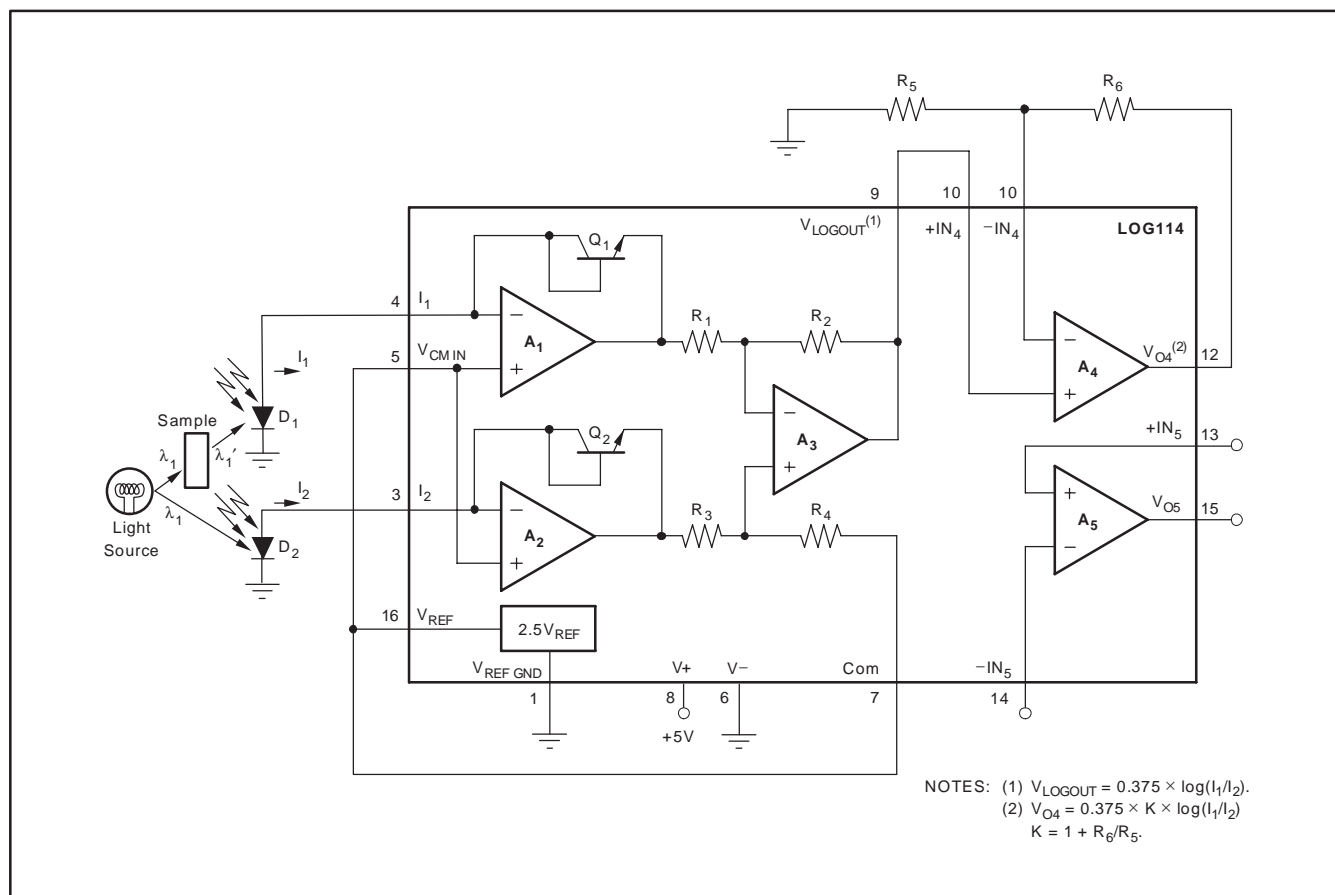 R5
R6
9
10
10
VLOGOUT(1)
+IN4
−IN4
LOG114
Q1
4
I1
R1
R2
A1
5
VCM IN
I1
A4
VO4(2)
12
Sample
D1
λ1
λ1′
Q2
A3
+IN5
13
3
I2
I2
R3
R4
A5
VO5
15
λ1
Light
Source
D2
A2
16
VREF
2.5VREF
VREF GND
V+
V−
Com
−IN5
1
8
6
7
14
+5V
NOTES: (1) VLOGOUT = 0.375 × log(I1/I2).
(2) VO4 = 0.375 × K × log(I1/I2)
K = 1 + R6/R5.